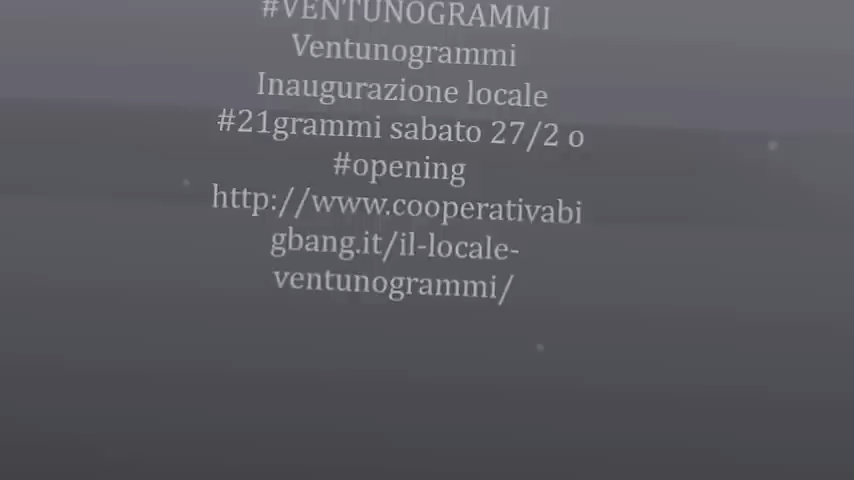 #VENTUNOGRAMMI
Ventunogrammi
Inaugurazione locale
#21grammi sabato 27/2 o
#opening
http://www.cooperativabi
gbang.it/il-locale-
ventunogrammi/